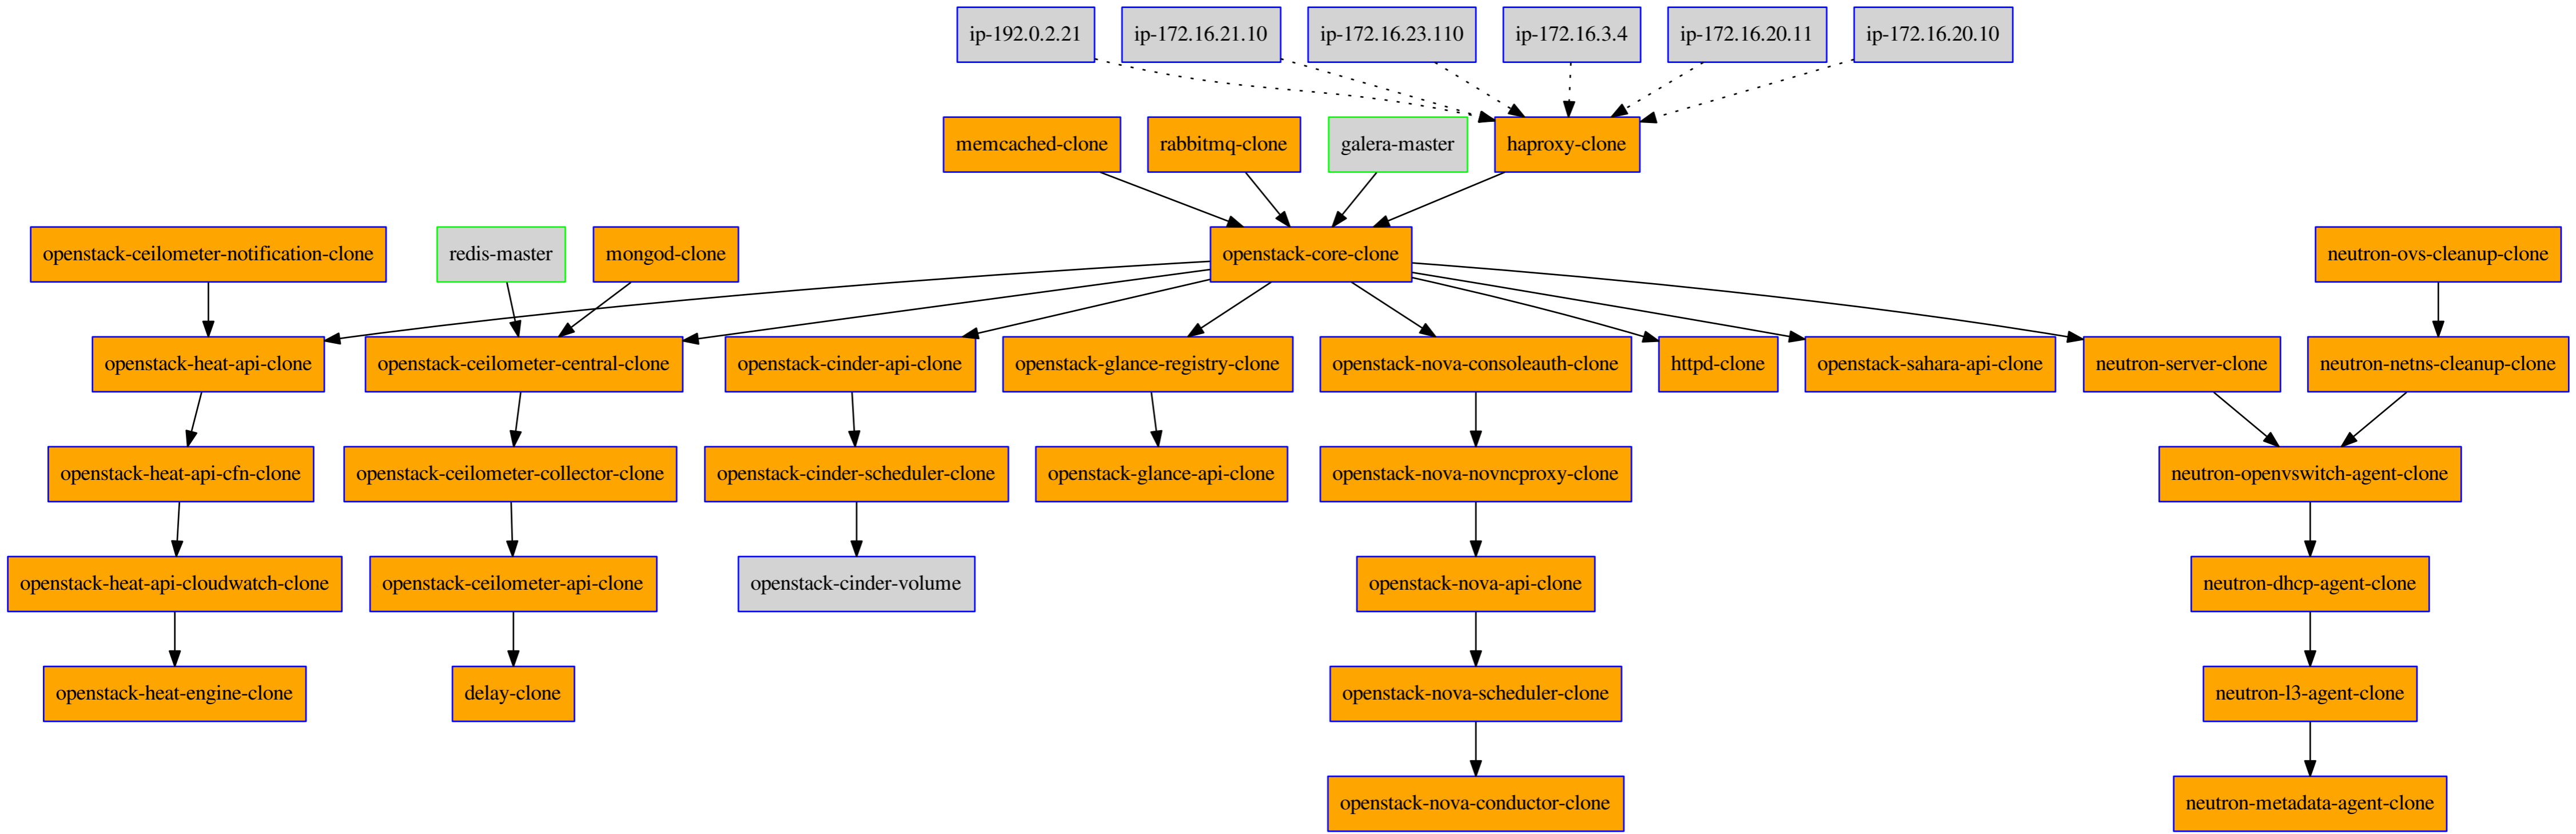 ip-192.0.2.21
ip-172.16.21.10
ip-172.16.23.110
ip-172.16.3.4
ip-172.16.20.11
ip-172.16.20.10
memcached-clone
rabbitmq-clone
galera-master
haproxy-clone
openstack-ceilometer-notification-clone
redis-master
mongod-clone
openstack-core-clone
neutron-ovs-cleanup-clone
openstack-heat-api-clone
openstack-ceilometer-central-clone
openstack-cinder-api-clone
openstack-glance-registry-clone
openstack-nova-consoleauth-clone
httpd-clone
openstack-sahara-api-clone
neutron-server-clone
neutron-netns-cleanup-clone
openstack-heat-api-cfn-clone
openstack-ceilometer-collector-clone
openstack-cinder-scheduler-clone
openstack-glance-api-clone
openstack-nova-novncproxy-clone
neutron-openvswitch-agent-clone
openstack-heat-api-cloudwatch-clone
openstack-ceilometer-api-clone
openstack-cinder-volume
openstack-nova-api-clone
neutron-dhcp-agent-clone
openstack-heat-engine-clone
delay-clone
openstack-nova-scheduler-clone
neutron-l3-agent-clone
openstack-nova-conductor-clone
neutron-metadata-agent-clone